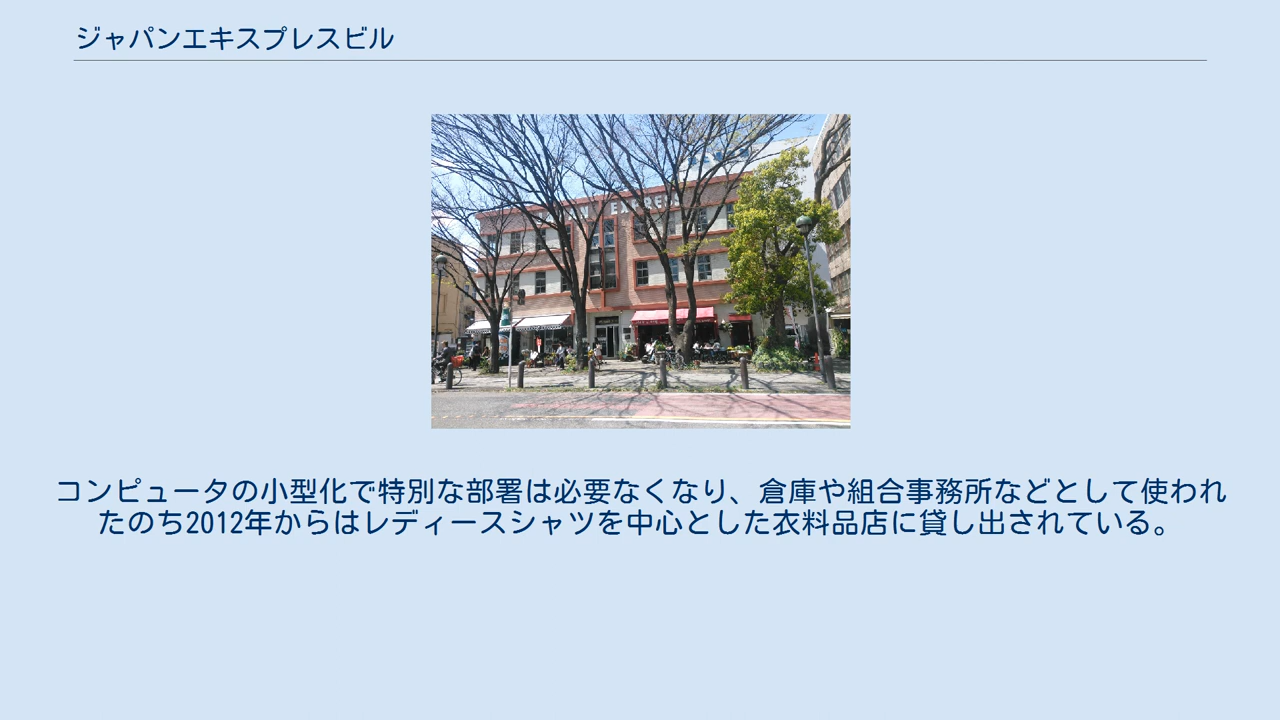 ジャパンエキスプレスビル
EXPRESS
コンピュータの小型化で特別な部署は必要なくなり、倉庫や組合事務所などとして使われ
たのち2012年からはレディースシャツを中心とした衣料品店に貸し出されている。